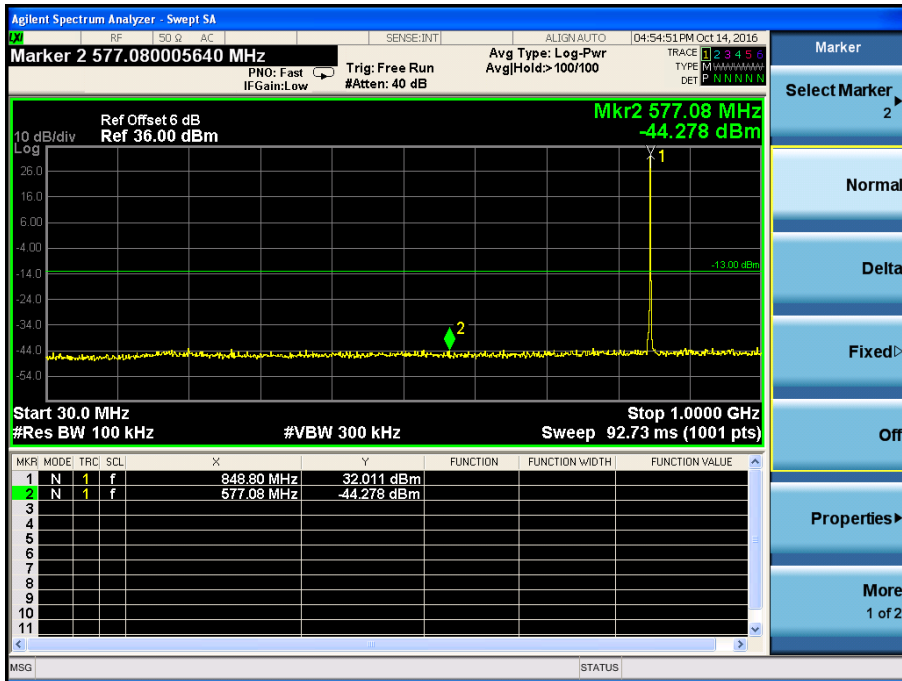 Agilent Spectrum Analyzer - Swept SA
LXI RF 50 Ω AC SENSE:INT ALIGNAUTO 04:54:51 PM Oct 14, 2016
Marker 2 577.080005640 MHz
PNO: Fast
IFGain:Low
Trig: Free Run
#Atten: 40 dB
Avg Type: Log-Pwr
Avg|Hold:>100/100
TRACE 1 2 3 4 5 6
TYPE M WWWWW
DET P N N N N N
Ref Offset 6 dB
Ref 36.00 dBm
10 dB/div
Log
Mkr2 577.08 MHz
-44.278 dBm
1
26.0
16.0
6.00
-4.00
-13.00 dBm
-14.0
-24.0
-34.0
2
-44.0
-54.0
Start 30.0 MHz Stop 1.0000 GHz
#Res BW 100 kHz #VBW 300 kHz Sweep 92.73 ms (1001 pts)
MKR MODE TRC SCL X Y FUNCTION FUNCTION WIDTH FUNCTION VALUE
1 N 1 f 848.80 MHz 32.011 dBm
2 N 1 f 577.08 MHz -44.278 dBm
3
4
5
6
7
8
9
10
11
MSG STATUS
Marker
Select Marker
2
Normal
Delta
Fixed
Off
Properties
More
1 of 2